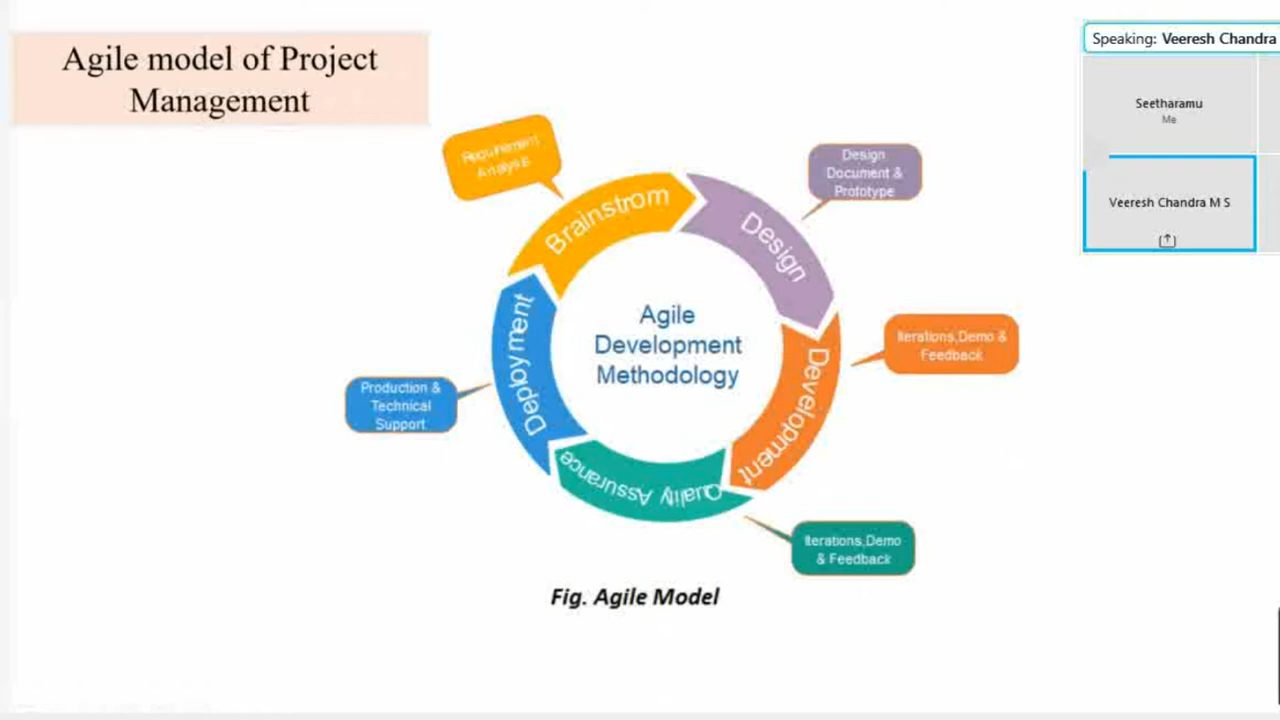 Agile model of Project
Management
Speaking: Veeresh Chandra
Seetharamu
Me
Veeresh Chandra M S
Requirement
Analysis
Brainstrom
Design
Document &
Prototype
Design
Iterations,Demo &
Feedback
Development
Agile
Development
Methodology
Deployment
Production &
Technical
Support
Quality Assurance
Iterations,Demo
& Feedback
Fig. Agile Model